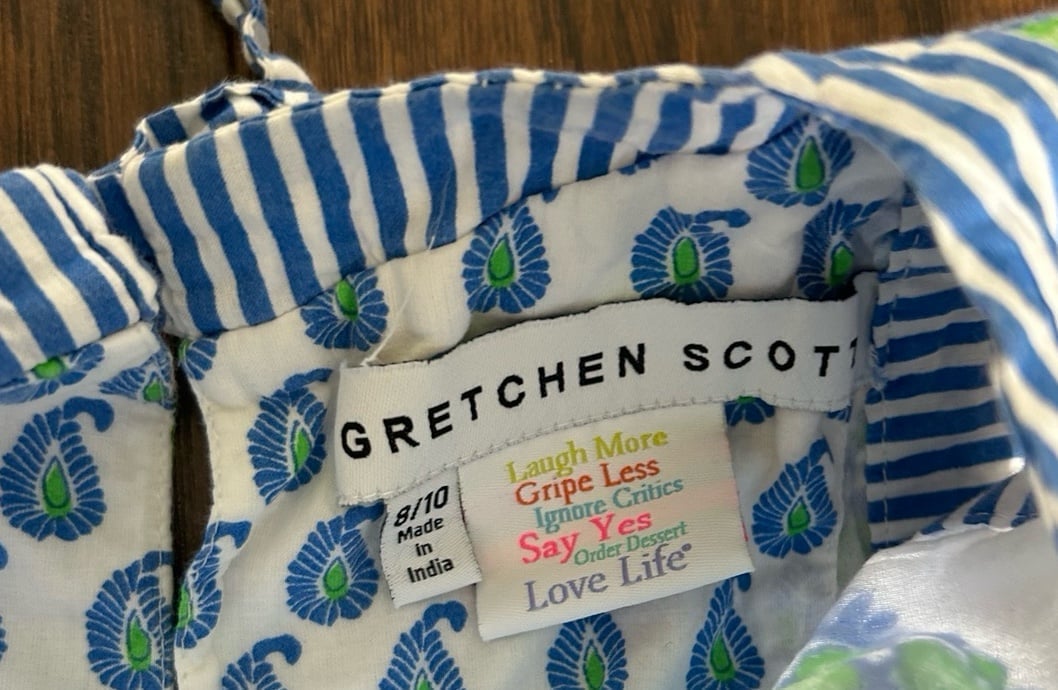 GRETCHEN SCOTT
8/10
Made
in
India
Laugh More
Gripe Less
Ignore Critics
Say Yes
Order Dessert
Love Life®